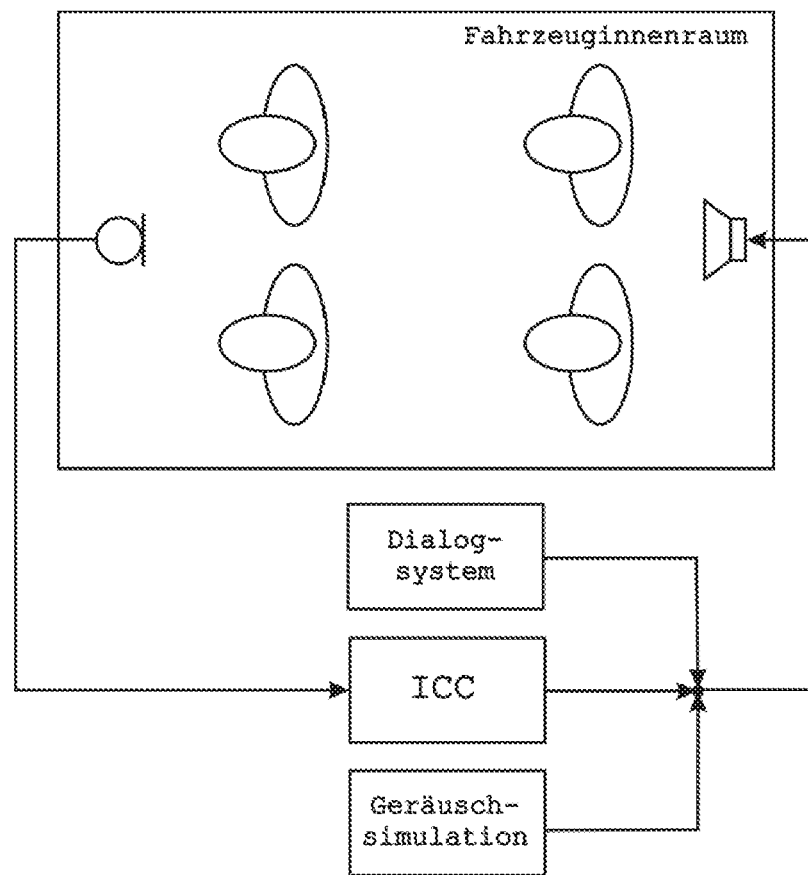 Fahrzeuginnenraum
Dialog-
system
ICC
Geräusch-
simulation